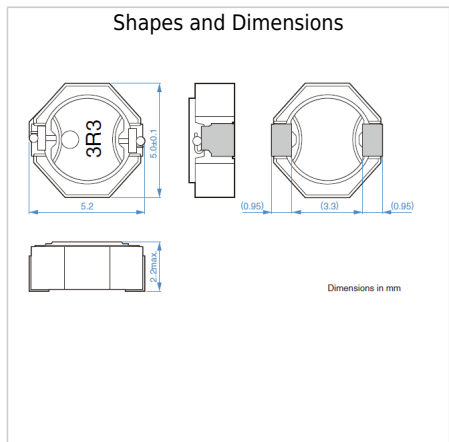 Shapes and Dimensions
3R3
5.0±0.1
5.2
(0.95)
(3.3)
(0.95)
2.2max.
Dimensions in mm